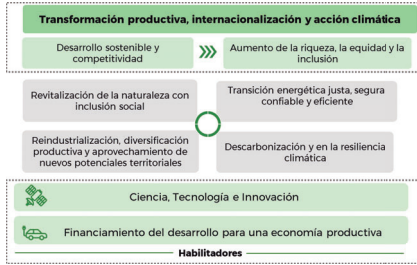 Transformación productiva, internacionalización y acción climática
Desarrollo sostenible y
competitividad
Aumento de la riqueza, la equidad y la
inclusión
Revitalización de la naturaleza con
inclusión social
Transición energética justa, segura
confiable y eficiente
Reindustrialización, diversificación
productiva y aprovechamiento de
nuevos potenciales territoriales
Descarbonización y en la resiliencia
climática
Ciencia, Tecnología e Innovación
Financiamiento del desarrollo para una economía productiva
Habilitadores